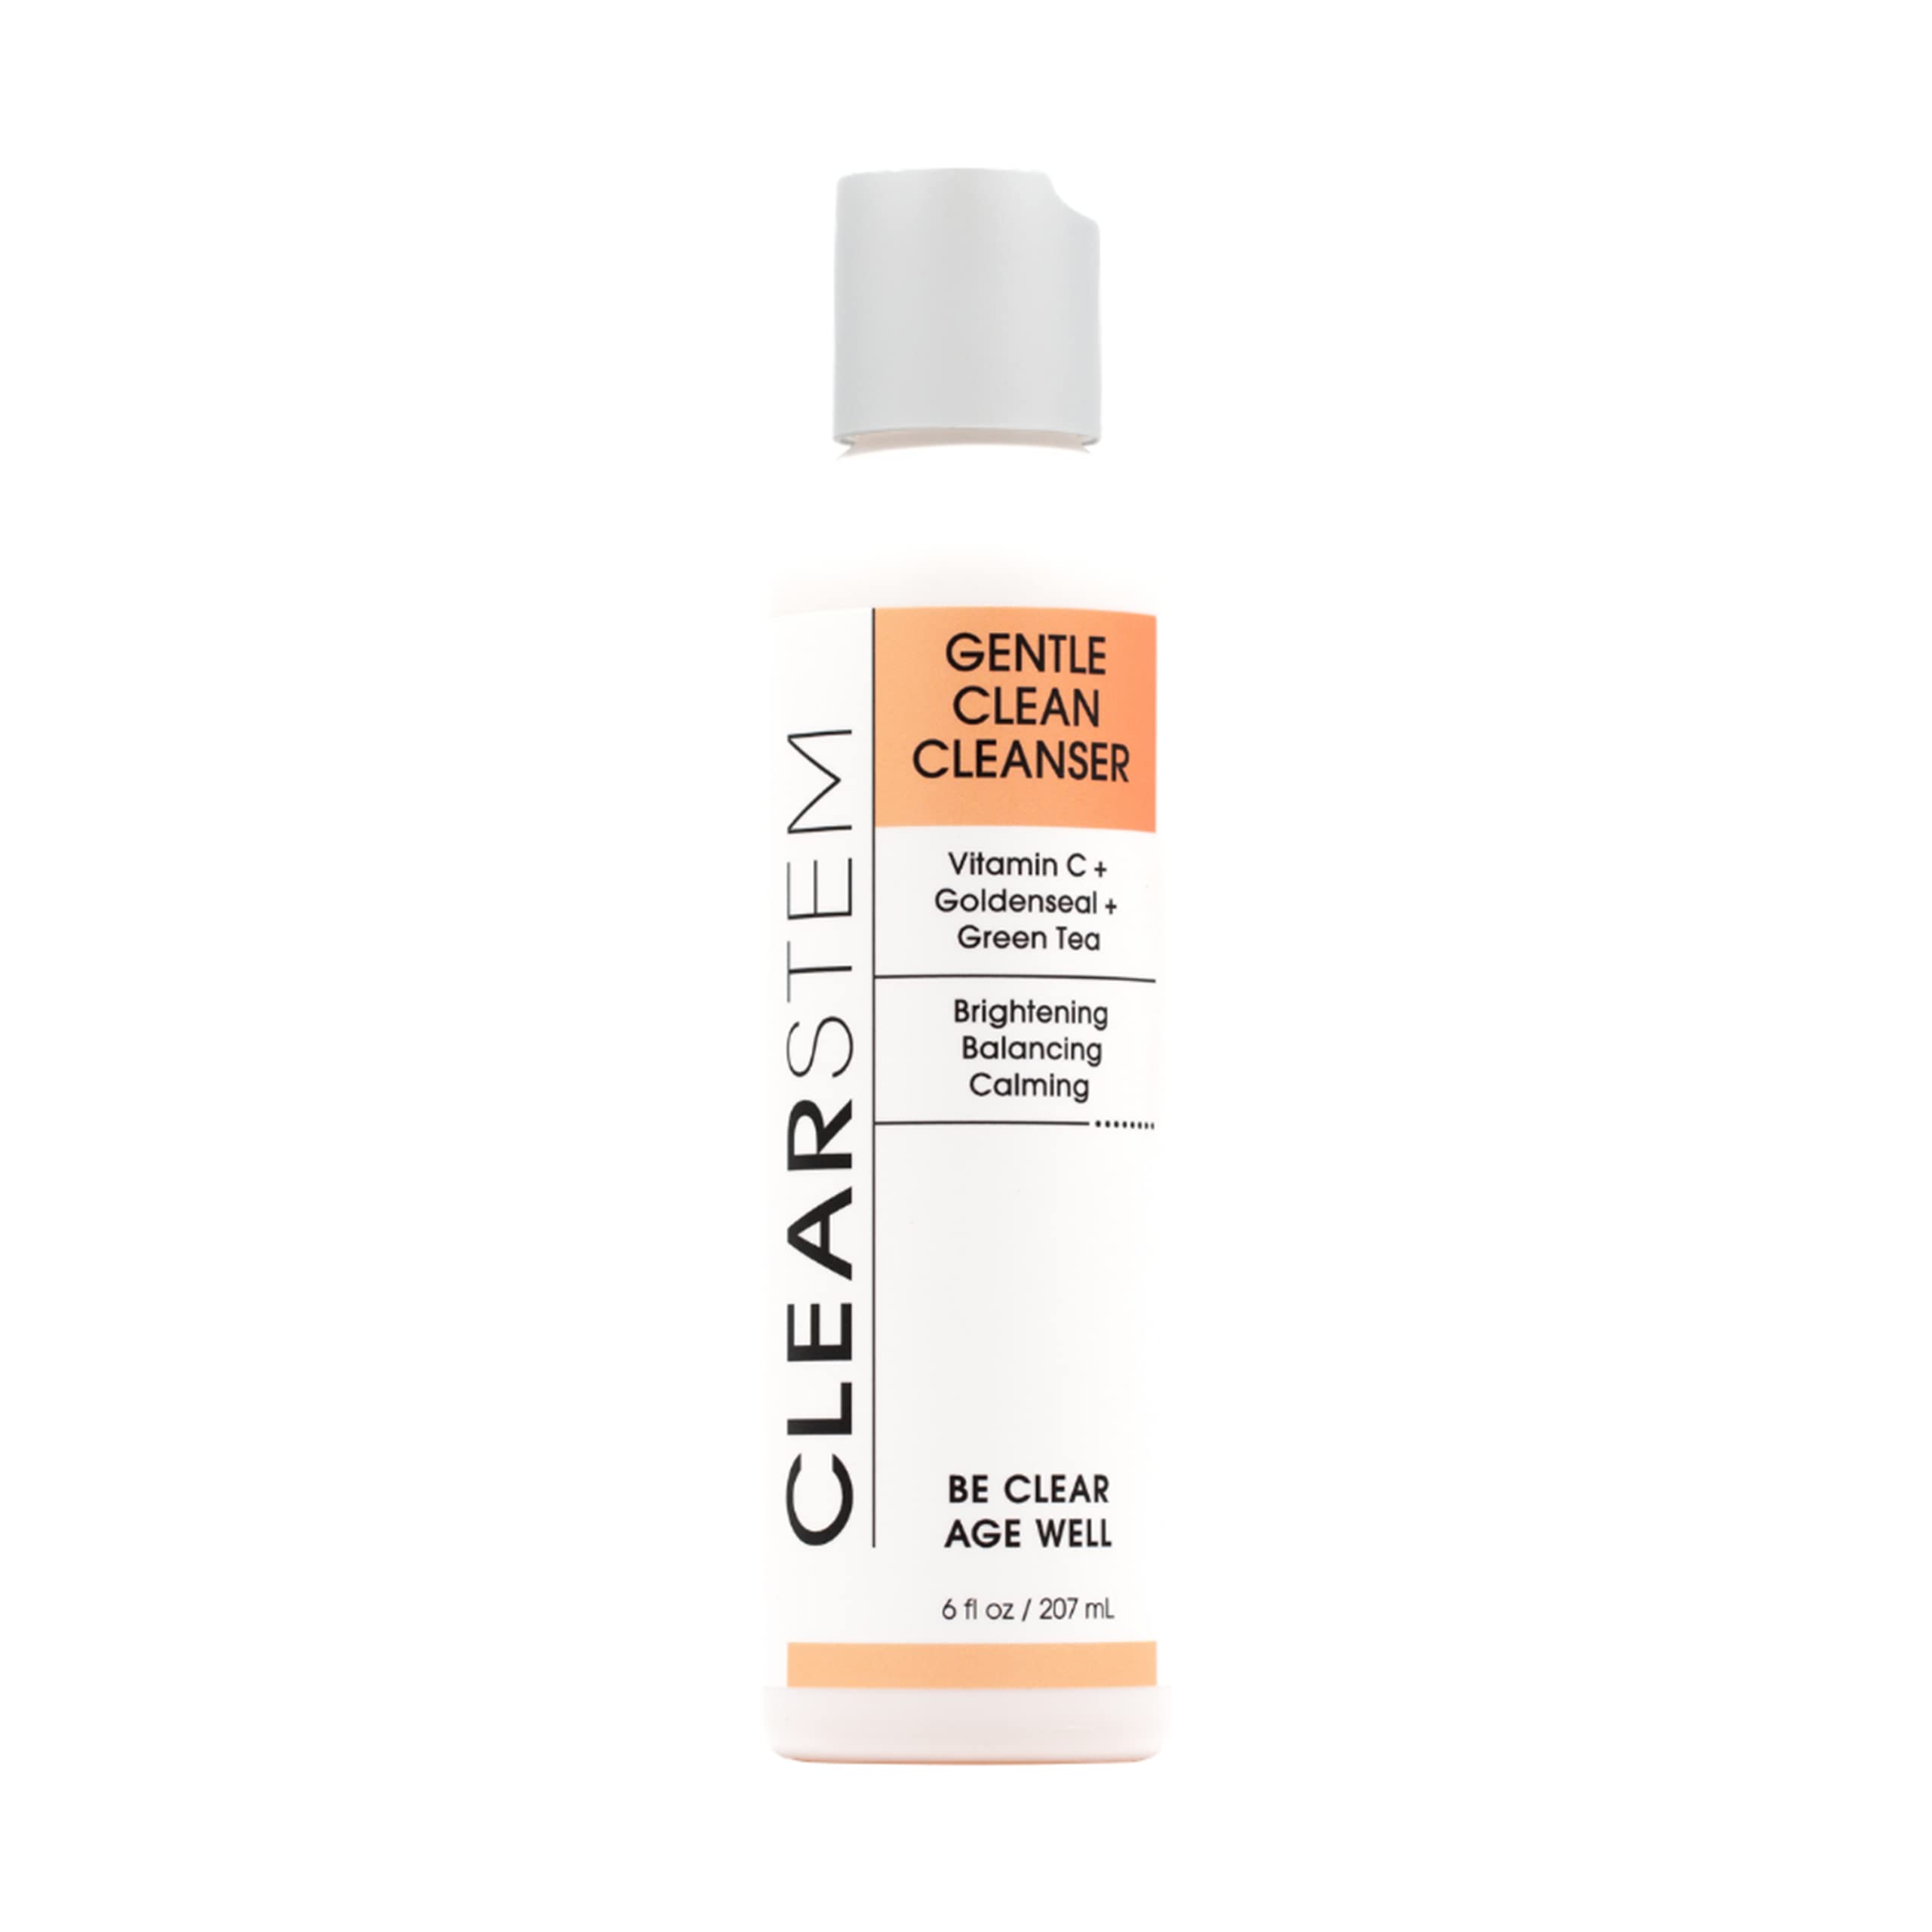 CLEARSTEM
GENTLE
CLEAN
CLEANSER
Vitamin C +
Goldenseal +
Green Tea
Brightening
Balancing
Calming
BE CLEAR
AGE WELL
6 fl oz / 207 mL